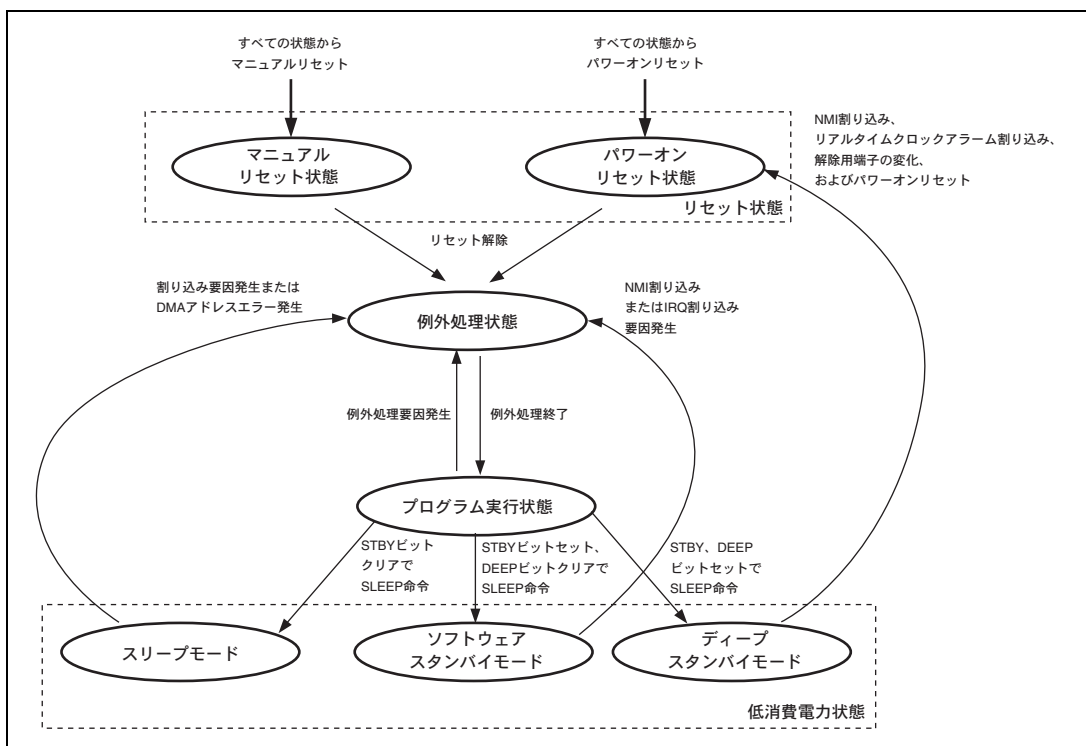 すべての状態から
マニュアルリセット
すべての状態から
パワーオンリセット
NMI割り込み、
リアルタイムクロックアラーム割り込み、
解除用端子の変化、
およびパワーオンリセット
マニュアル
リセット状態
パワーオン
リセット状態
リセット状態
リセット解除
割り込み要因発生または
DMAアドレスエラー発生
NMI割り込み
またはIRQ割り込み
要因発生
例外処理状態
例外処理要因発生
例外処理終了
プログラム実行状態
STBYビット
クリアで
SLEEP命令
STBYビットセット、
DEEPビットクリアで
SLEEP命令
STBY、DEEP
ビットセットで
SLEEP命令
スリープモード
ソフトウェア
スタンバイモード
ディープ
スタンバイモード
低消費電力状態